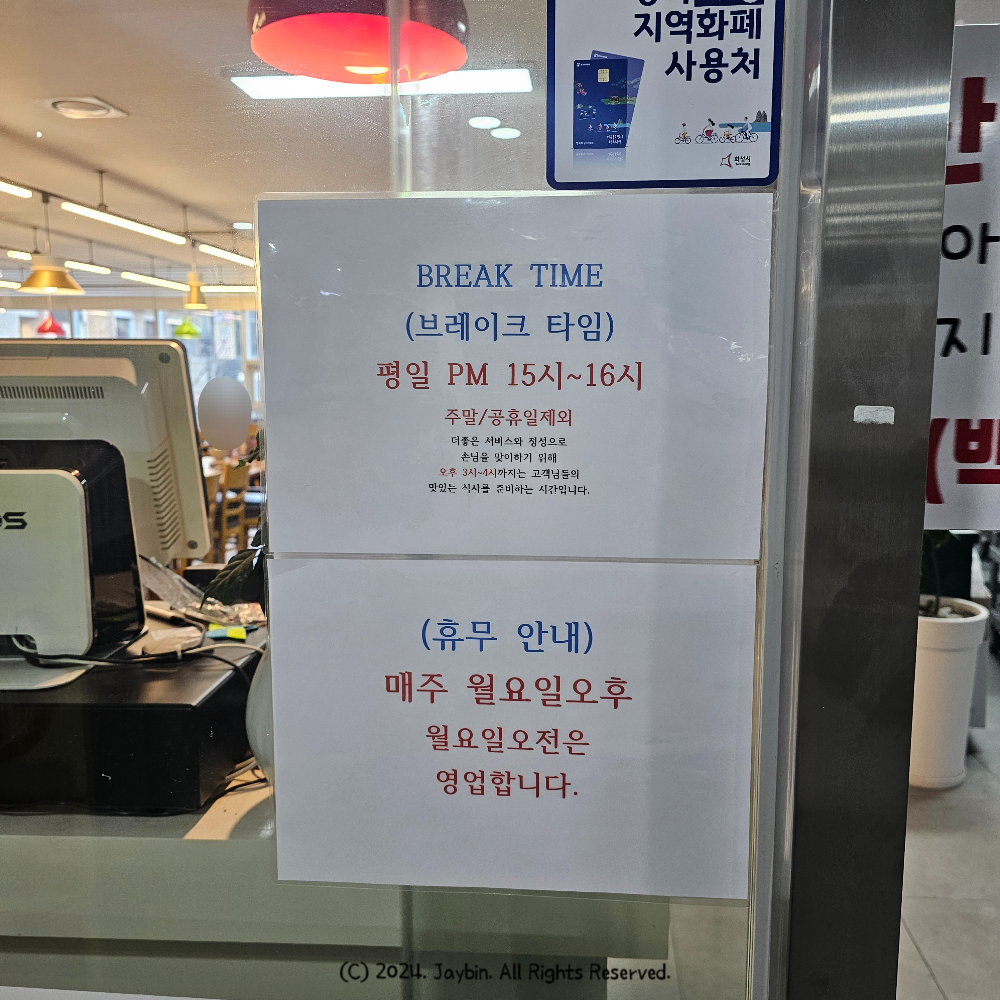 지역화폐
사용처
화성시
BREAK TIME
(브레이크 타임)
평일 PM 15시~16시
주말/공휴일제외
더좋은 서비스와 정성으로
손님을 맞이하기 위해
오후 3시~4시까지는 고객님들의
맛있는 식사를 준비하는 시간입니다.
(휴무 안내)
매주 월요일오후
월요일오전은
영업합니다.
아
지
(C) 2024. Jaybin. All Rights Reserved.